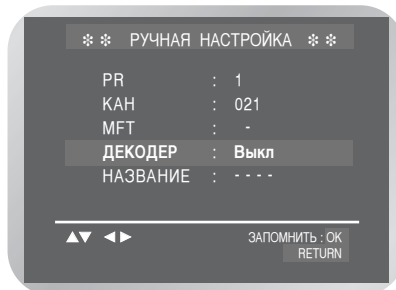 ❇ ❇ РУЧНАЯ НАСТРОЙКА ❇ ❇
PR : 1
КАН : 021
MFT : -
ДЕКОДЕР : Выкл
НАЗВАНИЕ : - - - -
▲▼ ◀▶ ЗАПОМНИТЬ : OK
RETURN